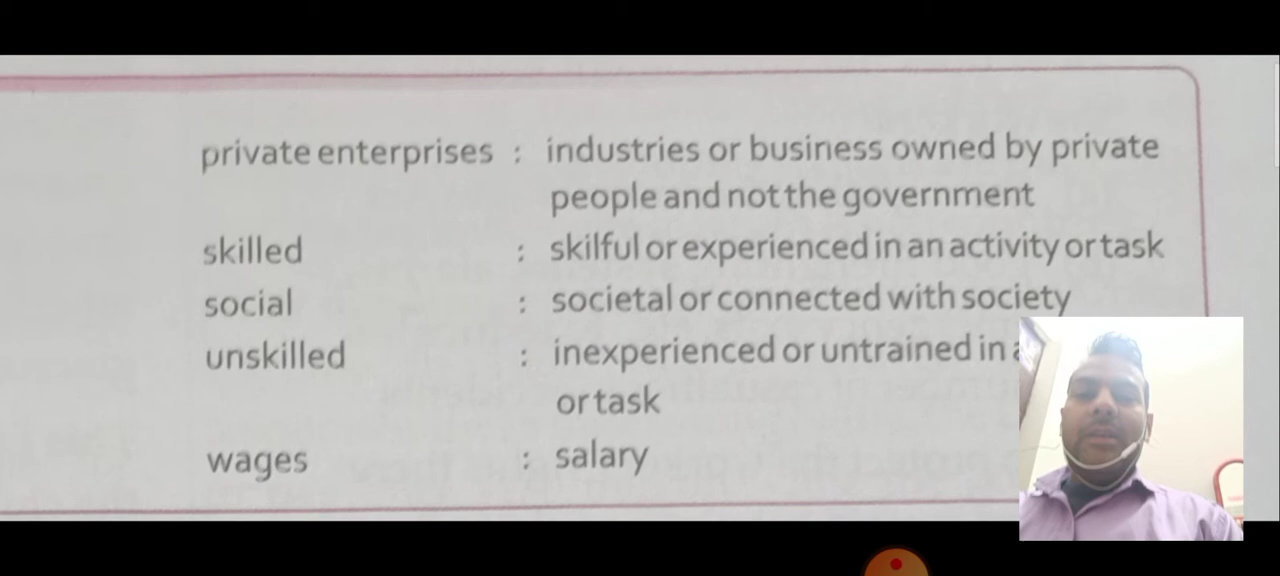 private enterprises : industries or business owned by private
people and not the government
skilled : skilful or experienced in an activity or task
social : societal or connected with society
unskilled : inexperienced or untrained in
or task
wages : salary